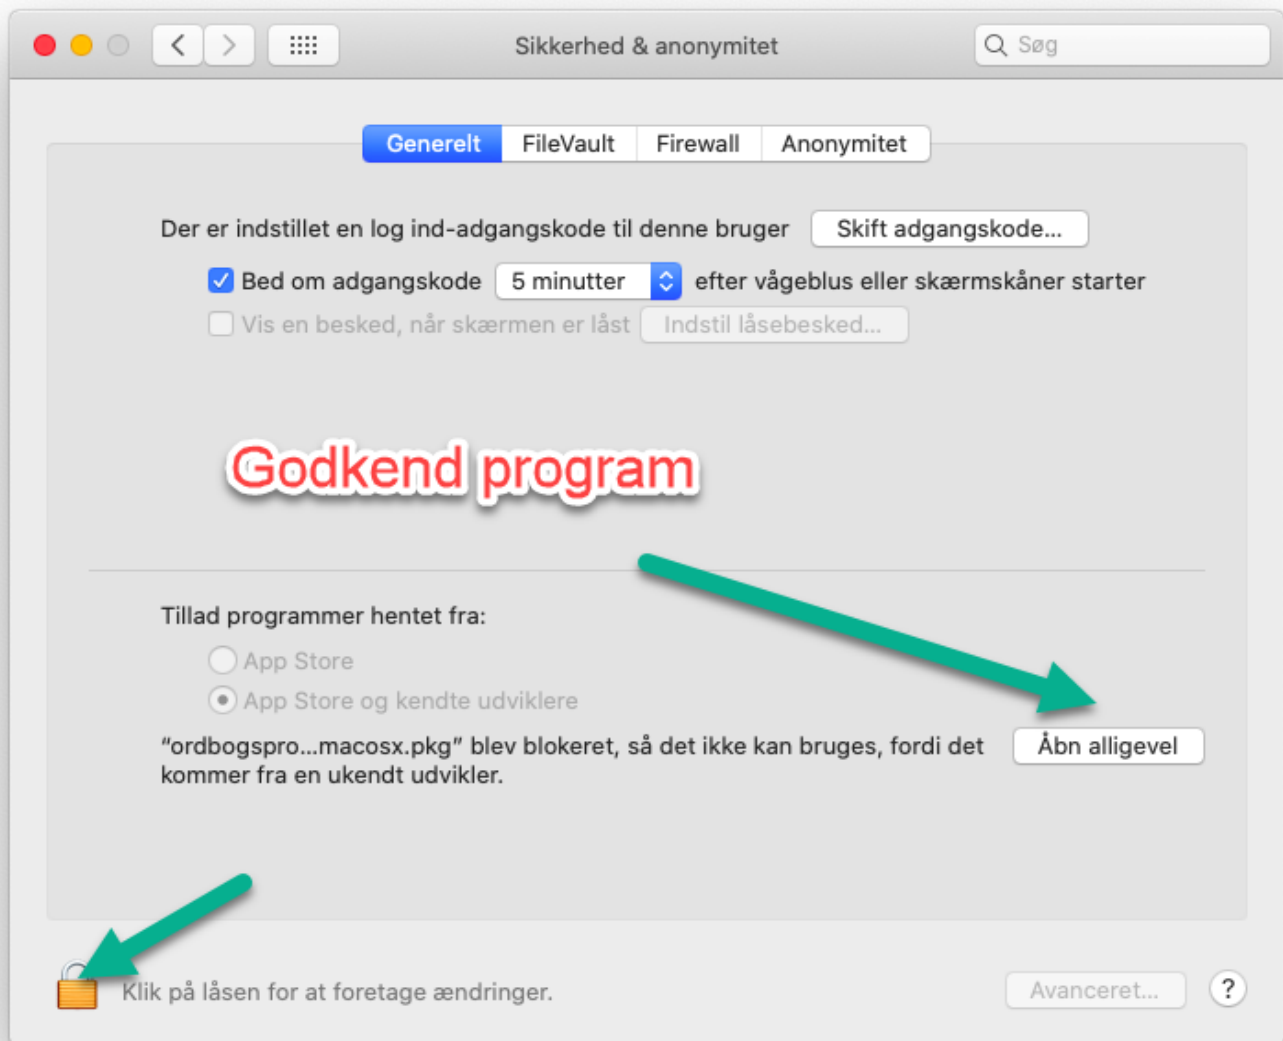 Sikkerhed & anonymitet
Søg
Generelt FileVault Firewall Anonymitet
Der er indstillet en log ind-adgangskode til denne bruger Skift adgangskode...
Bed om adgangskode 5 minutter efter vågeblus eller skærmskåner starter
Vis en besked, når skærmen er låst Indstil låsebesked...
Godkend program
Tillad programmer hentet fra:
App Store
App Store og kendte udviklere
“ordbogspro...macosx.pkg” blev blokeret, så det ikke kan bruges, fordi det Åbn alligevel
kommer fra en ukendt udvikler.
Klik på låsen for at foretage ændringer. Avanceret... ?